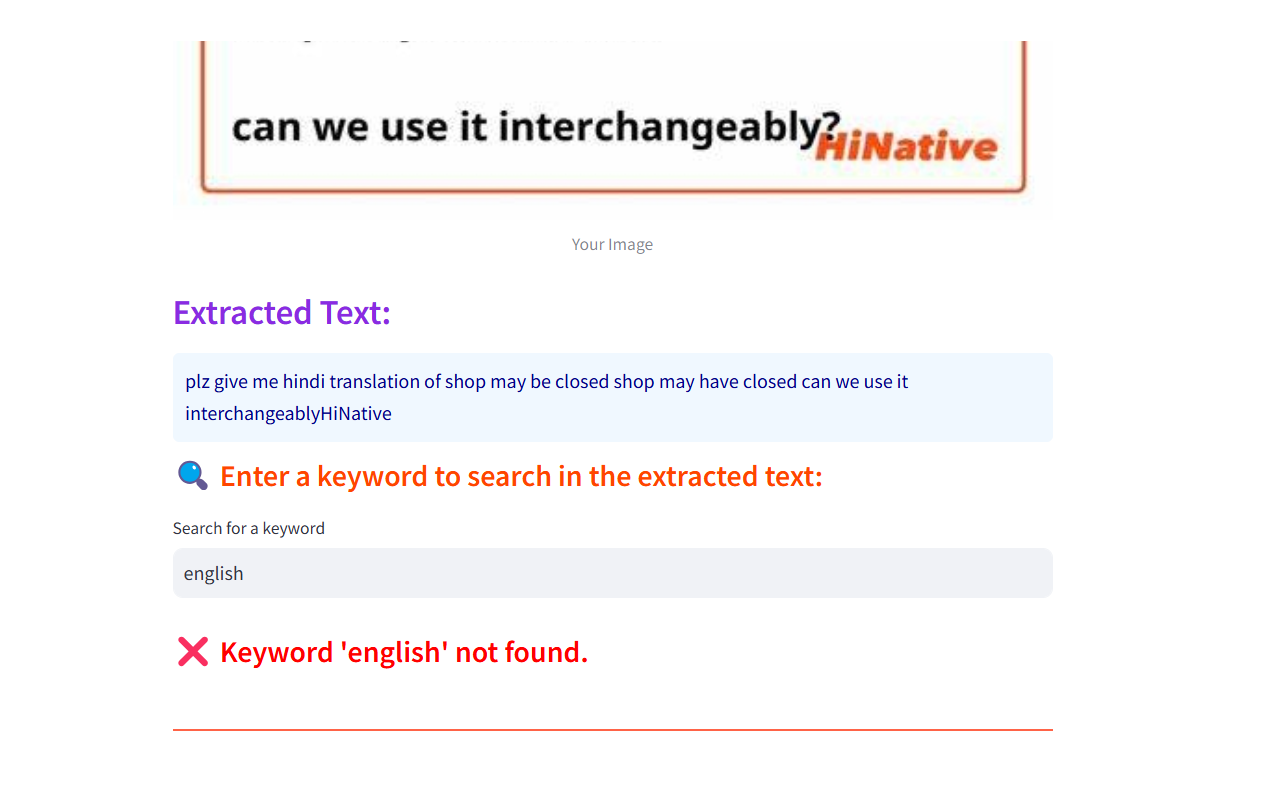 can we use it interchangeably?
HiNative
Your Image
Extracted Text:
plz give me hindi translation of shop may be closed shop may have closed can we use it
interchangeablyHiNative
Enter a keyword to search in the extracted text:
Search for a keyword
english
Keyword 'english' not found.